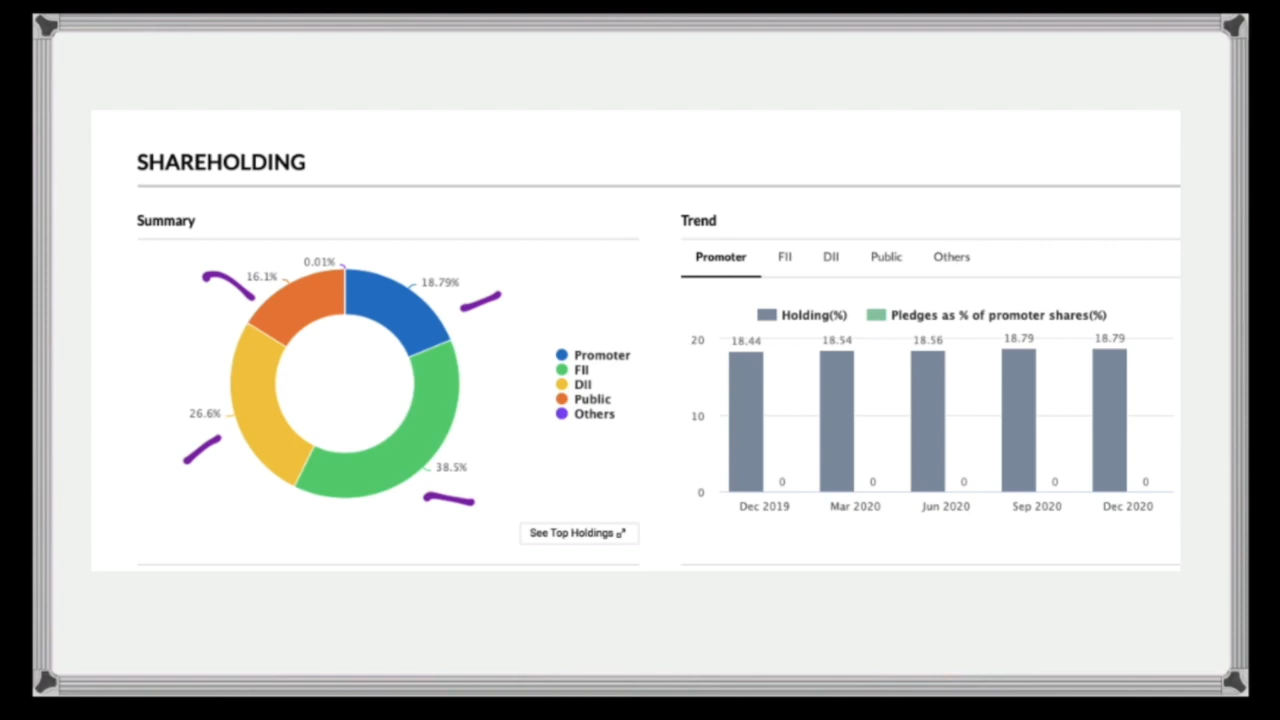 SHAREHOLDING
Summary
0.01%
16.1%
18.79%
26.6%
38.5%
Promoter
FII
DII
Public
Others
See Top Holdings
Trend
Promoter FII DII Public Others
Holding(%) Pledges as % of promoter shares(%)
20
18.44 18.54 18.56 18.79 18.79
10
0 0 0 0 0
0
Dec 2019 Mar 2020 Jun 2020 Sep 2020 Dec 2020